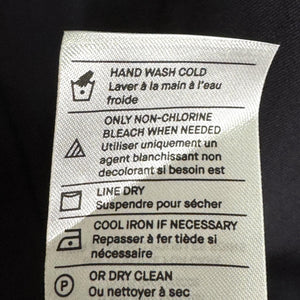 HAND WASH COLD
Laver à la main à l'eau
froide
ONLY NON-CHLORINE
BLEACH WHEN NEEDED
Utiliser uniquement un
agent blanchissant non
decolorant si besoin est
LINE DRY
Suspendre pour sécher
COOL IRON IF NECESSARY
Repasser à fer tiède si
nécessaire
P
OR DRY CLEAN
Ou nettoyer à sec